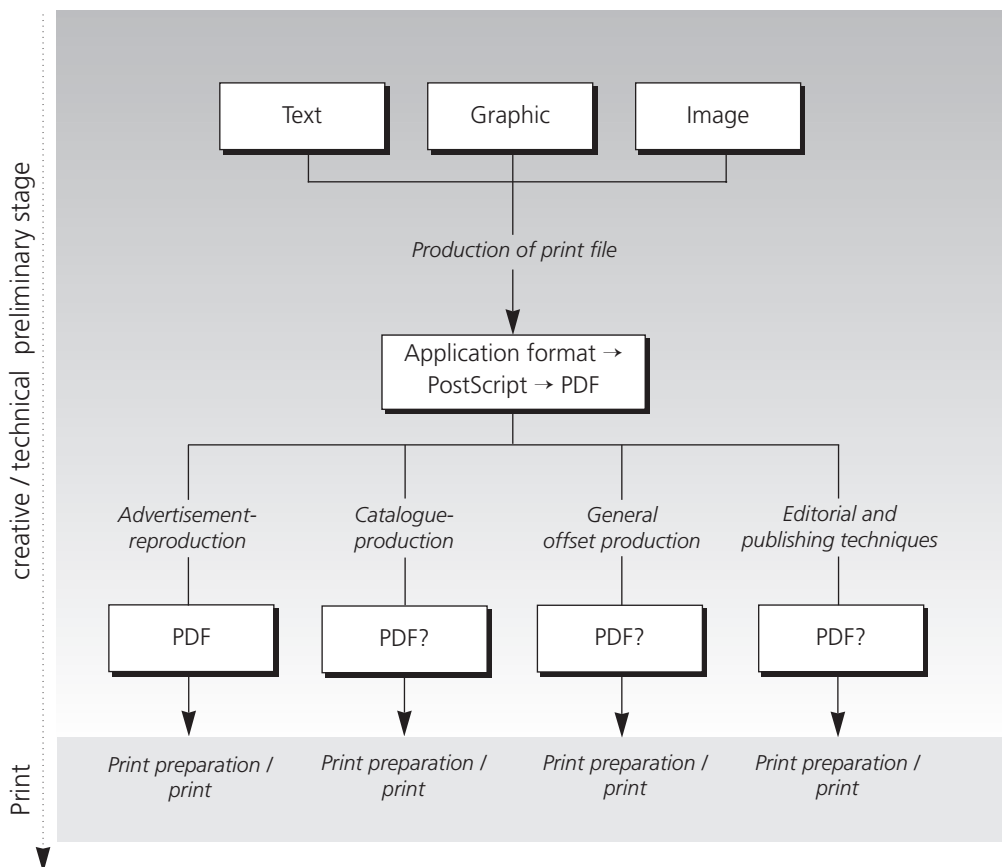 Text
Graphic
Image
Production of print file
Application format →
PostScript → PDF
Advertisement-
reproduction
Catalogue-
production
General
offset production
Editorial and
publishing techniques
PDF
PDF?
PDF?
PDF?
Print preparation /
print
Print preparation /
print
Print preparation /
print
Print preparation /
print
creative / technical preliminary stage
Print